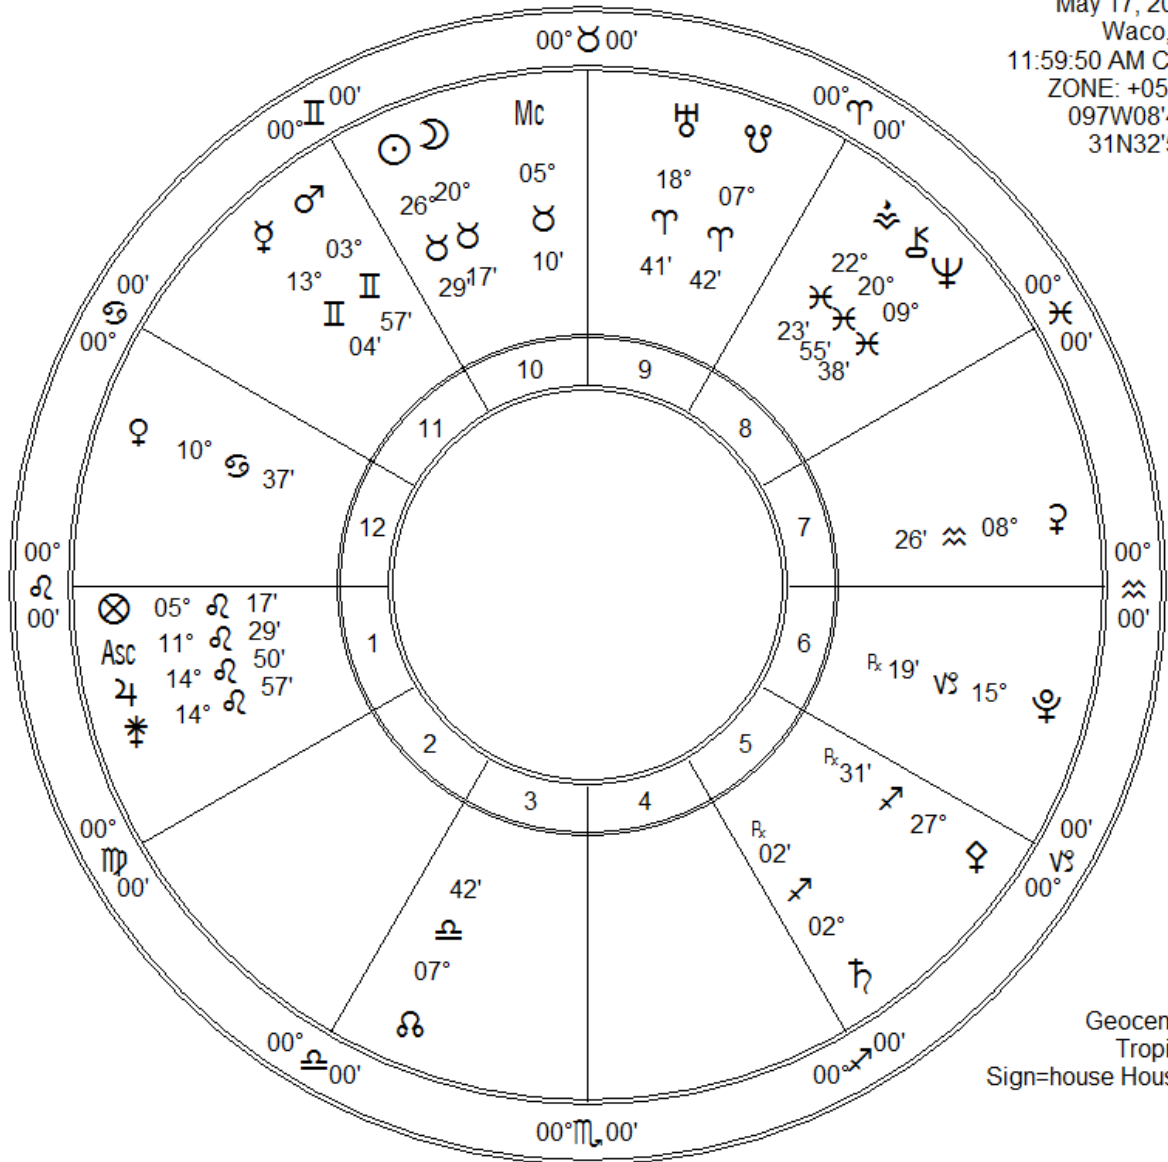 May 17, 20
Waco,
11:59:50 AM C
ZONE: +05
097W08'
31N32'
00° ♉ 00'
00° ♊ 00'
00° ♈ 00'
☉ ☽ Mc
26° 20° 05°
♉ ♉ ♉
29' 17' 10'
♅ ☋
18° 07°
♈ ♈
41' 42'
☿ ♂
13° 03°
♊ ♊
04' 57'
⚶ ⚷ ♆
22° 20° 09°
♓ ♓ ♓
23' 55' 38'
00° ♋ 00'
00° ♓ 00'
10 9
11 8
12 7
1 6
2 5
3 4
♀ 10° ♋ 37'
26' ♒ 08° ⚳
00° ♌ 00'
00° ♒ 00'
⊗ 05° ♌ 17'
Asc 11° ♌ 29'
♃ 14° ♌ 50'
⚵ 14° ♌ 57'
℞ 19' ♑ 15° ♇
℞ 31' ♐ 27° ⚴
℞ 02' ♐ 02° ♄
42' ♎ 07° ☊
00° ♍ 00'
00' ♑ 00°
00° ♎ 00'
00° ♐ 00'
00° ♏ 00'
Geocen
Tropi
Sign=house Hous